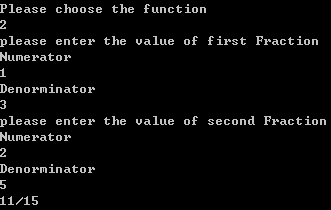 Please choose the function
2
please enter the value of first Fraction
Numerator
1
Denorminator
3
please enter the value of second Fraction
Numerator
2
Denorminator
5
11/15